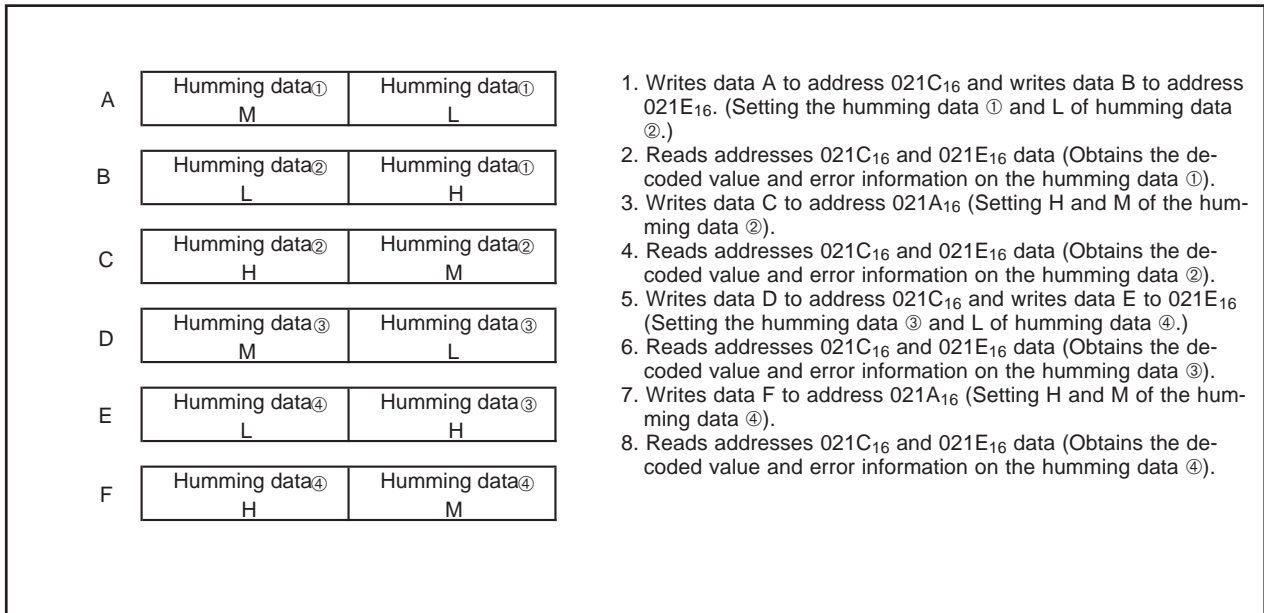 A
Humming data① Humming data①
M L
B
Humming data② Humming data①
L H
C
Humming data② Humming data②
H M
D
Humming data③ Humming data③
M L
E
Humming data④ Humming data③
L H
F
Humming data④ Humming data④
H M
1. Writes data A to address 021C₁₆ and writes data B to address
021E₁₆. (Setting the humming data ① and L of humming data
②.)
2. Reads addresses 021C₁₆ and 021E₁₆ data (Obtains the de-
coded value and error information on the humming data ①).
3. Writes data C to address 021A₁₆ (Setting H and M of the hum-
ming data ②).
4. Reads addresses 021C₁₆ and 021E₁₆ data (Obtains the de-
coded value and error information on the humming data ②).
5. Writes data D to address 021C₁₆ and writes data E to 021E₁₆
(Setting the humming data ③ and L of humming data ④.)
6. Reads addresses 021C₁₆ and 021E₁₆ data (Obtains the de-
coded value and error information on the humming data ③).
7. Writes data F to address 021A₁₆ (Setting H and M of the hum-
ming data ④).
8. Reads addresses 021C₁₆ and 021E₁₆ data (Obtains the de-
coded value and error information on the humming data ④).